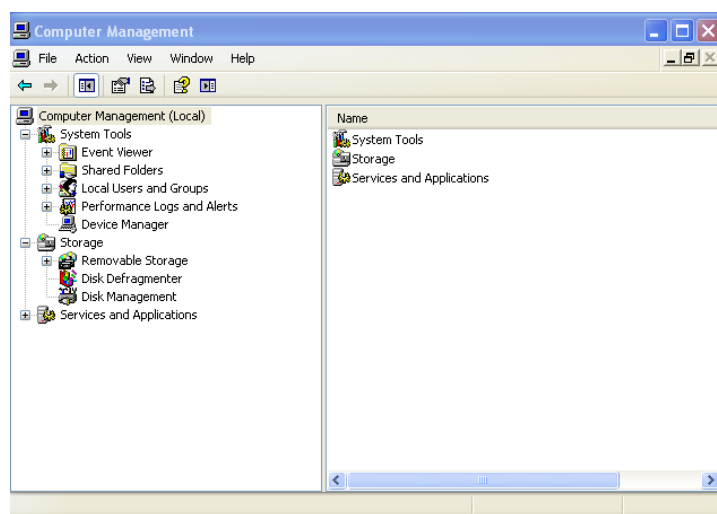 Computer Management
File Action View Window Help
Computer Management (Local)
System Tools
Event Viewer
Shared Folders
Local Users and Groups
Performance Logs and Alerts
Device Manager
Storage
Removable Storage
Disk Defragmenter
Disk Management
Services and Applications
Name
System Tools
Storage
Services and Applications